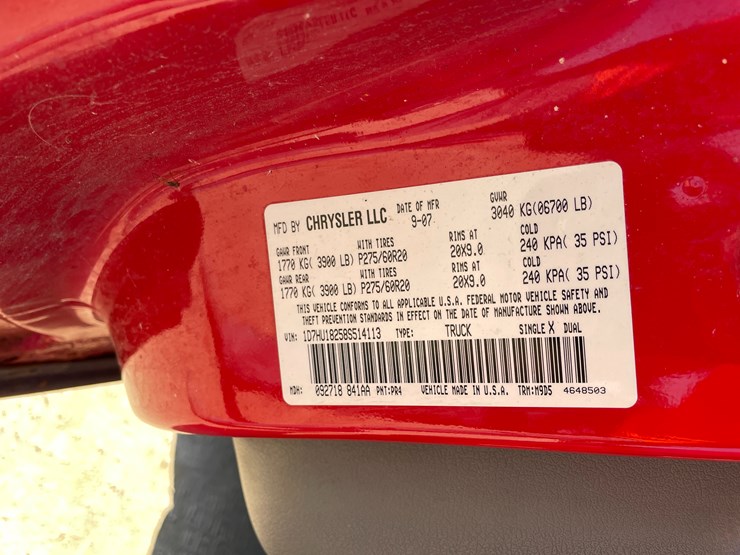 MFD BY CHRYSLER LLC DATE OF MFR GVWR
9-07 3040 KG(06700 LB)
GAWR FRONT WITH TIRES RIMS AT COLD
1770 KG( 3900 LB) P275/60R20 20X9.0 240 KPA( 35 PSI)
GAWR REAR WITH TIRES RIMS AT COLD
1770 KG( 3900 LB) P275/60R20 20X9.0 240 KPA( 35 PSI)
THIS VEHICLE CONFORMS TO ALL APPLICABLE U.S.A. FEDERAL MOTOR VEHICLE SAFETY AND
THEFT PREVENTION STANDARDS IN EFFECT ON THE DATE OF MANUFACTURE SHOWN ABOVE.
VIN: 1D7HU18258S514113 TYPE: TRUCK SINGLE X DUAL
MDH: 092718 841AA PNT:PR4 VEHICLE MADE IN U.S.A. TRM:M9D5 4648503